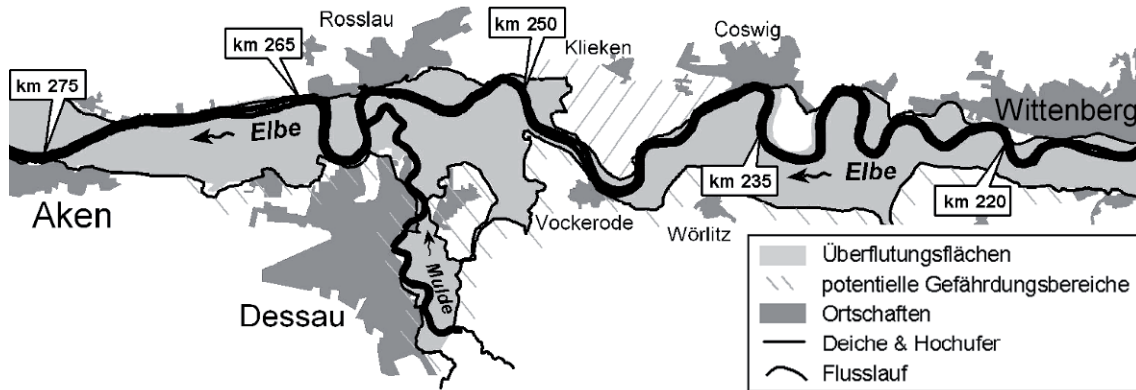 Rosslau
km 250
Klieken
Coswig
km 265
km 275
Elbe
Wittenberg
km 235
Elbe
km 220
Aken
Vockerode
Wörlitz
Mulde
Dessau
Überflutungsflächen
potentielle Gefährdungsbereiche
Ortschaften
Deiche & Hochufer
Flusslauf